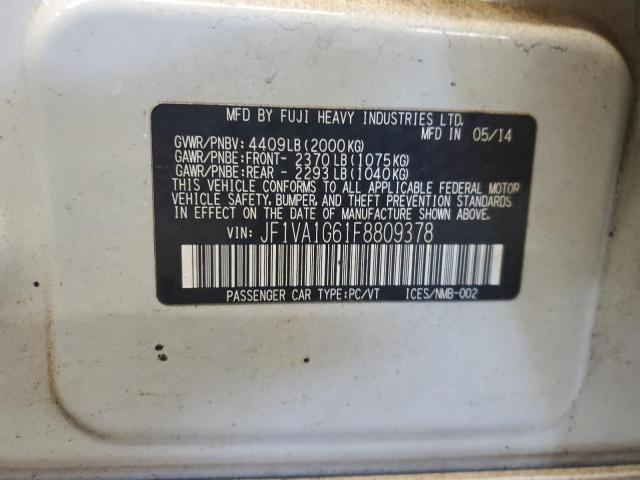 MFD BY FUJI HEAVY INDUSTRIES LTD.
MFD IN 05/14
GVWR/PNBV: 4409LB(2000KG)
GAWR/PNBE:FRONT- 2370LB(1075KG)
GAWR/PNBE:REAR - 2293LB(1040KG)
THIS VEHICLE CONFORMS TO ALL APPLICABLE FEDERAL MOTOR
VEHICLE SAFETY, BUMPER, AND THEFT PREVENTION STANDARDS
IN EFFECT ON THE DATE OF MANUFACTURE SHOWN ABOVE.
VIN: JF1VA1G61F8809378
PASSENGER CAR TYPE:PC/VT ICES/NMB-002